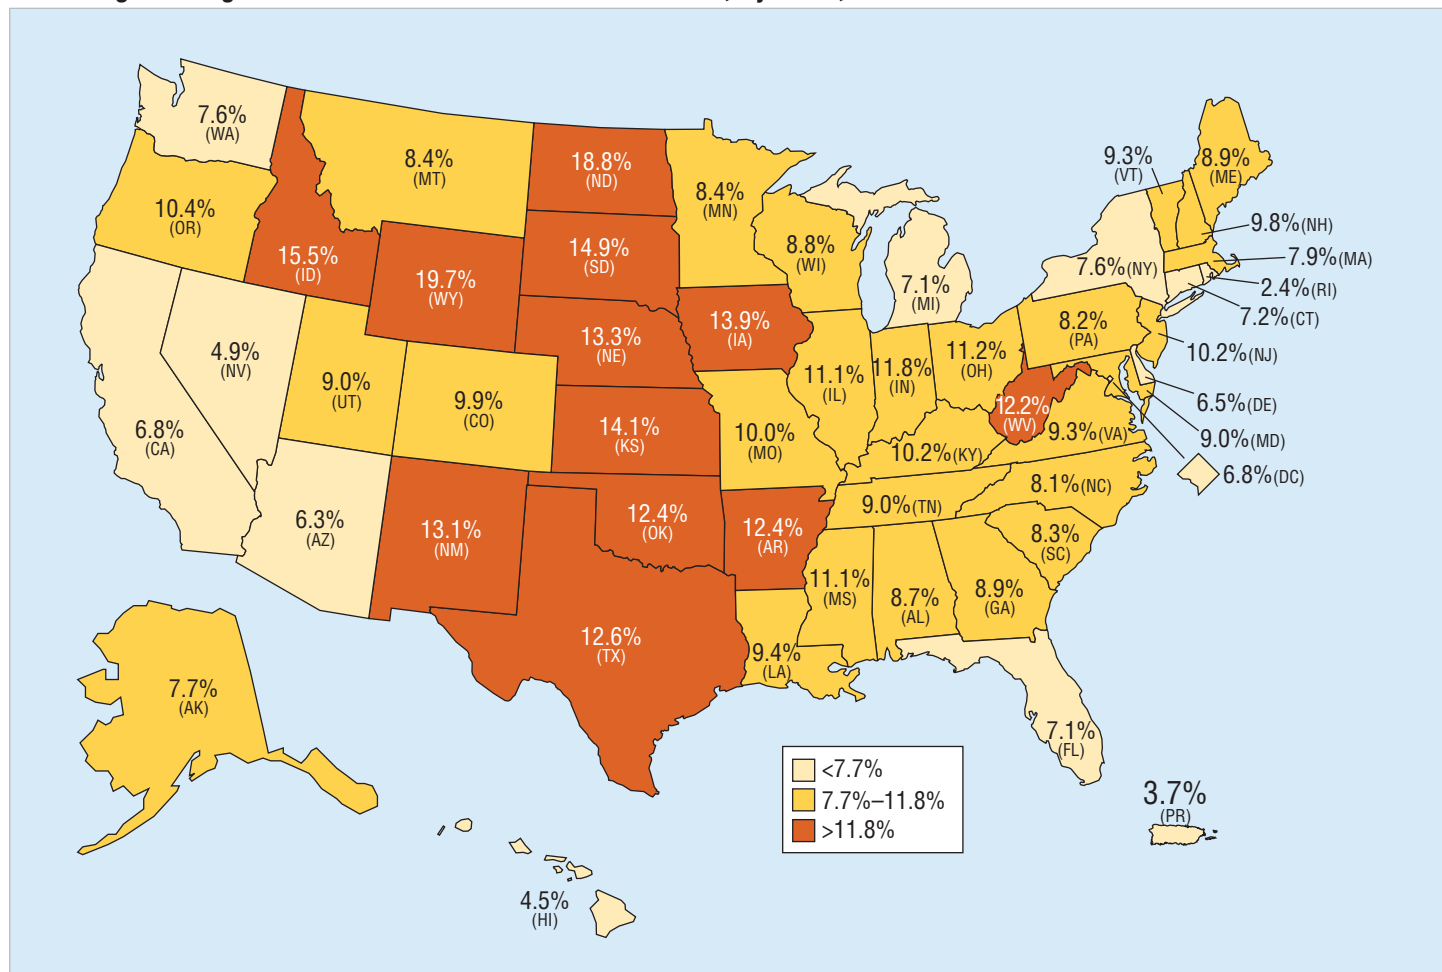 7.6%
(WA)
8.4%
(MT)
18.8%
(ND)
8.4%
(MN)
9.3%
(VT)
8.9%
(ME)
10.4%
(OR)
15.5%
(ID)
19.7%
(WY)
14.9%
(SD)
8.8%
(WI)
7.1%
(MI)
7.6%(NY)
9.8%(NH)
7.9%(MA)
2.4%(RI)
7.2%(CT)
10.2%(NJ)
6.5%(DE)
9.0%(MD)
6.8%(DC)
4.9%
(NV)
9.0%
(UT)
9.9%
(CO)
13.3%
(NE)
13.9%
(IA)
11.1%
(IL)
11.8%
(IN)
11.2%
(OH)
8.2%
(PA)
6.8%
(CA)
14.1%
(KS)
10.0%
(MO)
10.2%(KY)
12.2%
(WV)
9.3%(VA)
6.3%
(AZ)
13.1%
(NM)
12.4%
(OK)
12.4%
(AR)
9.0%(TN)
8.1%(NC)
8.3%
(SC)
12.6%
(TX)
9.4%
(LA)
11.1%
(MS)
8.7%
(AL)
8.9%
(GA)
7.1%
(FL)
7.7%
(AK)
4.5%
(HI)
3.7%
(PR)
<7.7%
7.7%–11.8%
>11.8%